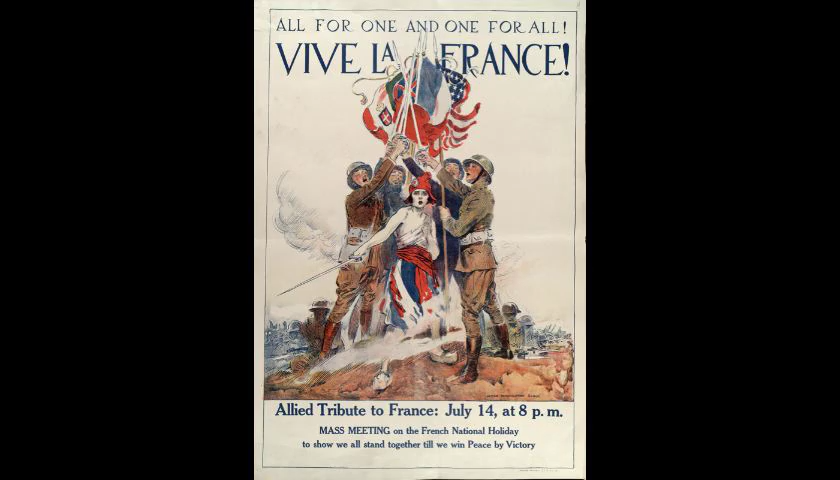 ALL FOR ONE AND ONE FOR ALL!
VIVE LA FRANCE!
Allied Tribute to France: July 14, at 8 p. m.
MASS MEETING on the French National Holiday
to show we all stand together till we win Peace by Victory